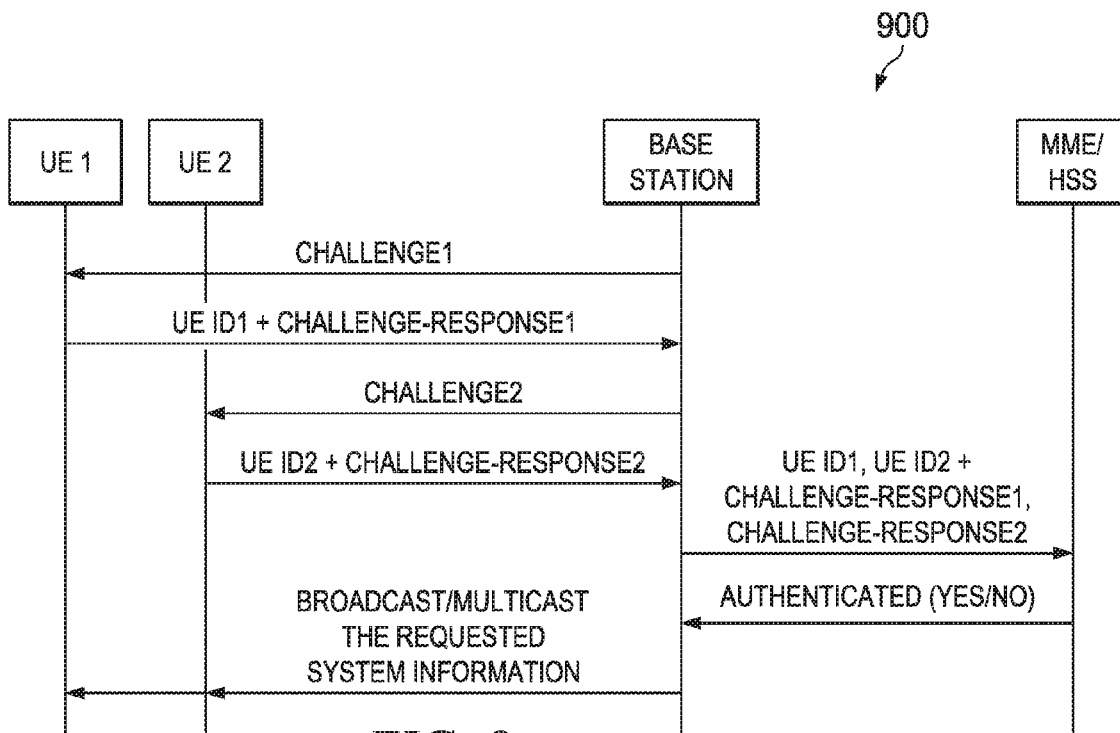 900
UE 1
UE 2
BASE
STATION
MME/
HSS
CHALLENGE1
UE ID1 + CHALLENGE-RESPONSE1
CHALLENGE2
UE ID2 + CHALLENGE-RESPONSE2
UE ID1, UE ID2 +
CHALLENGE-RESPONSE1,
CHALLENGE-RESPONSE2
AUTHENTICATED (YES/NO)
BROADCAST/MULTICAST
THE REQUESTED
SYSTEM INFORMATION